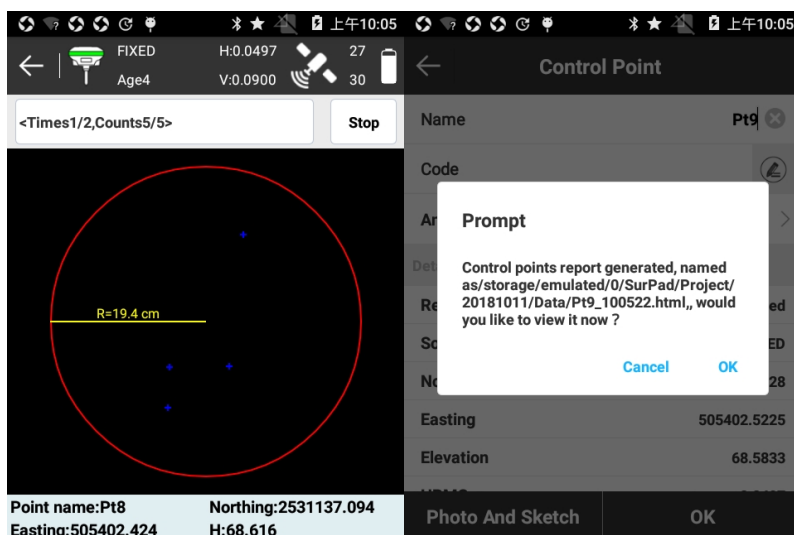 上午10:05
FIXED
H:0.0497
27
Age4
V:0.0900
30
<Times1/2,Counts5/5>
Stop
R=19.4 cm
Point name:Pt8
Northing:2531137.094
Easting:505402.424
H:68.616
上午10:05
Control Point
Name
Pt9
Code
Prompt
Control points report generated, named
as/storage/emulated/0/SurPad/Project/
20181011/Data/Pt9_100522.html,, would
you like to view it now ?
Cancel
OK
Easting
505402.5225
Elevation
68.5833
Photo And Sketch
OK